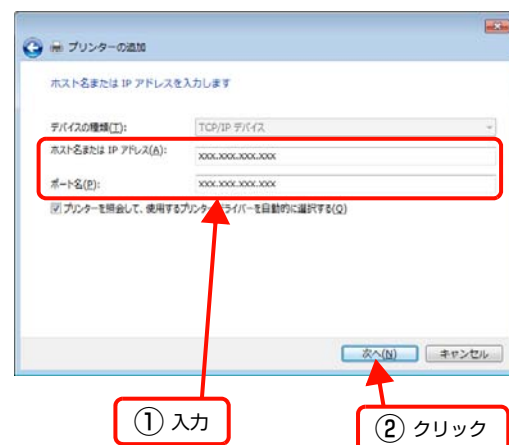 プリンターの追加
ホスト名または IP アドレスを入力します
デバイスの種類(T): TCP/IP デバイス
ホスト名または IP アドレス(A): xxx.xxx.xxx.xxx
ポート名(P): xxx.xxx.xxx.xxx
プリンターを照会して、使用するプリンター ドライバーを自動的に選択する(Q)
次へ(N) キャンセル
① 入力
② クリック